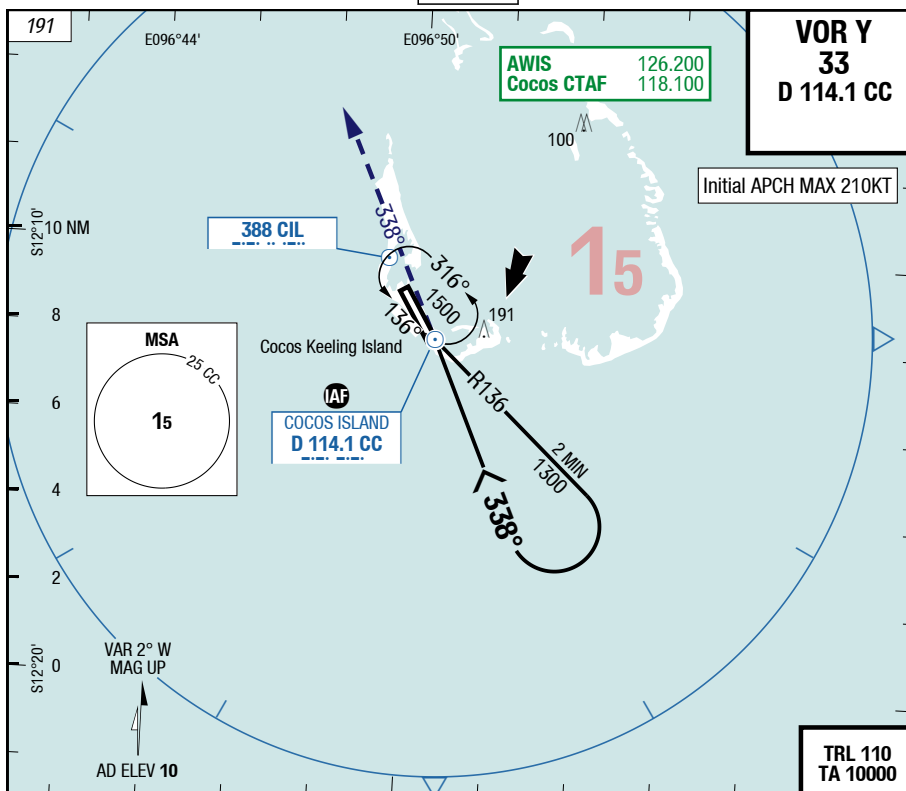 191
E096°44'
E096°50'
VOR Y
33
D 114.1 CC
AWIS 126.200
Cocos CTAF 118.100
100
Initial APCH MAX 210KT
S12°10'
10 NM
388 CIL
338°
316°
1500
136°
15
191
8
MSA
25 CC
15
Cocos Keeling Island
IAF
COCOS ISLAND
D 114.1 CC
R136
2 MIN
1300
338°
6
4
2
S12°20'
0
VAR 2° W
MAG UP
AD ELEV 10
TRL 110
TA 10000